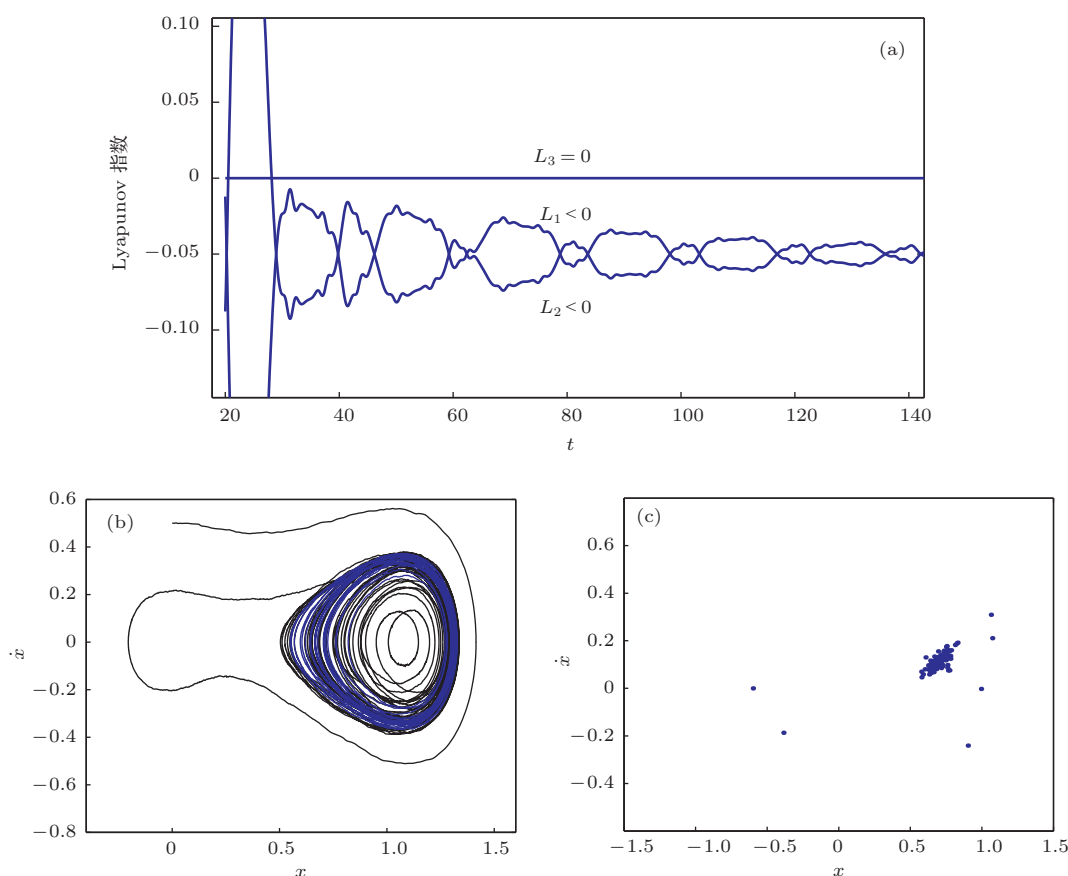 0.10
(a)
0.05
L₃ = 0
0
L₁ < 0
−0.05
L₂ < 0
−0.10
Lyapunov 指数
20 40 60 80 100 120 140
t
0.6
(b)
0.4
0.2
0
−0.2
−0.4
−0.6
−0.8
ẋ
0 0.5 1.0 1.5
x
(c)
0.6
0.4
0.2
0
−0.2
−0.4
ẋ
−1.5 −1.0 −0.5 0 0.5 1.0 1.5
x